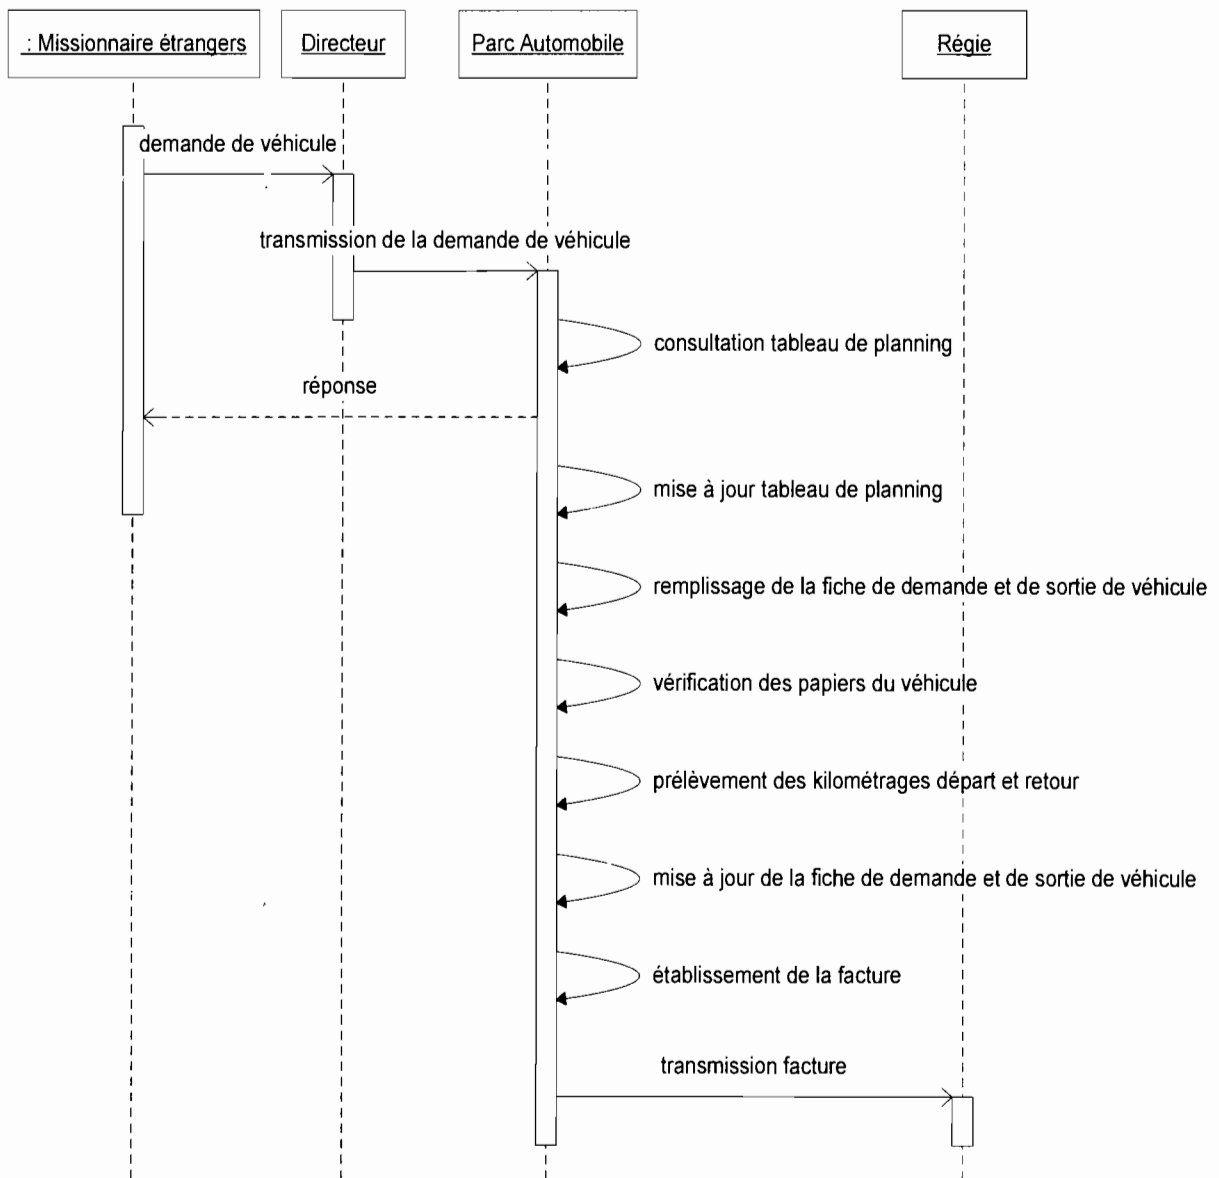 : Missionnaire étrangers
Directeur
Parc Automobile
Régie
demande de véhicule
transmission de la demande de véhicule
consultation tableau de planning
réponse
mise à jour tableau de planning
remplissage de la fiche de demande et de sortie de véhicule
vérification des papiers du véhicule
prélèvement des kilométrages départ et retour
mise à jour de la fiche de demande et de sortie de véhicule
établissement de la facture
transmission facture